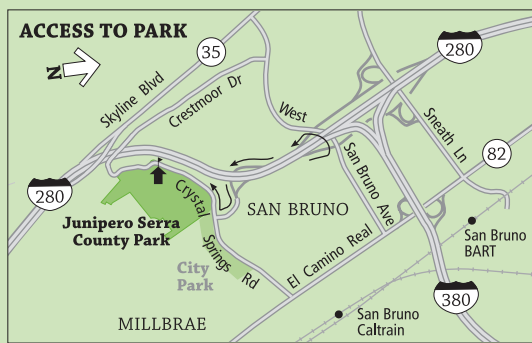 ACCESS TO PARK
N
35
280
Skyline Blvd
Crestmoor Dr
West
San Bruno Ave
Sneath Ln
82
280
Junipero Serra
County Park
Crystal
Springs Rd
SAN BRUNO
City
Park
El Camino Real
San Bruno
BART
380
MILLBRAE
San Bruno
Caltrain